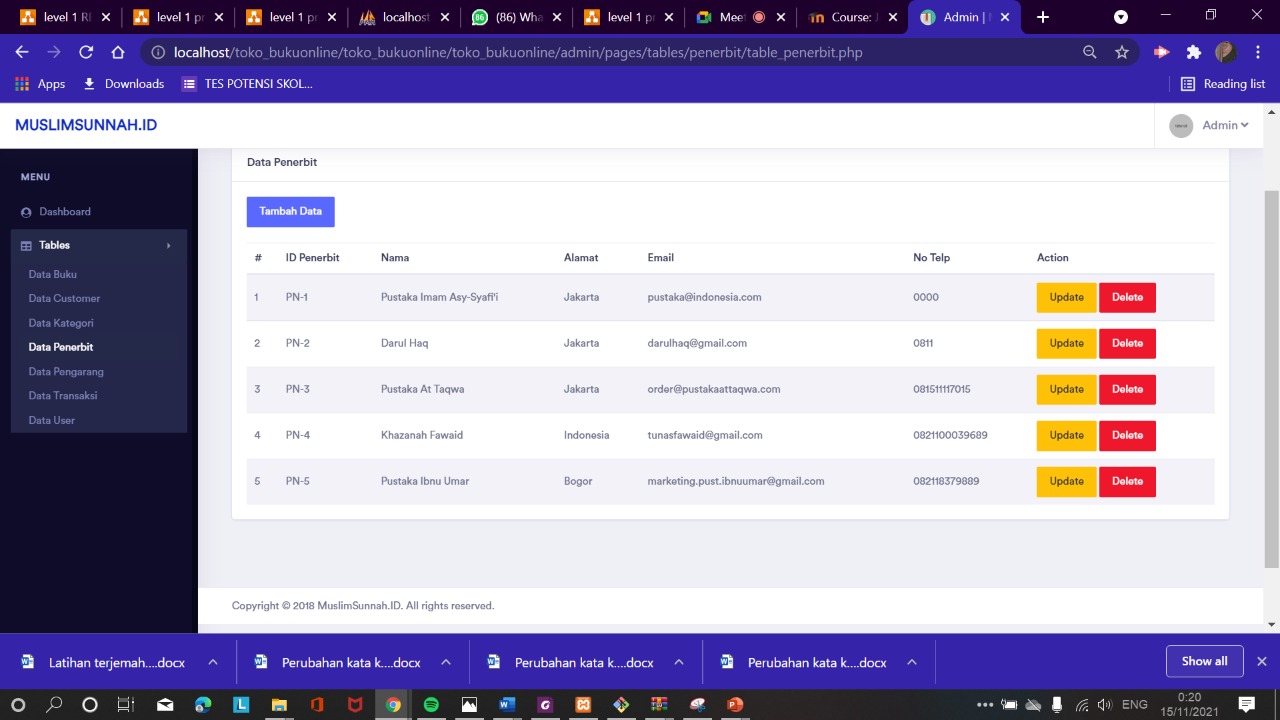 level 1 RI
level 1 pr
level 1 pr
localhost
(86) Wha
level 1 pr
Meet
Course: J
Admin |
localhost/toko_bukuonline/toko_bukuonline/toko_bukuonline/admin/pages/tables/penerbit/table_penerbit.php
Apps Downloads TES POTENSI SKOL... Reading list
MUSLIMSUNNAH.ID
Admin
MENU
Dashboard
Tables
Data Buku
Data Customer
Data Kategori
Data Penerbit
Data Pengarang
Data Transaksi
Data User
Data Penerbit
Tambah Data
# ID Penerbit Nama Alamat Email No Telp Action
1 PN-1 Pustaka Imam Asy-Syafi'i Jakarta pustaka@indonesia.com 0000 Update Delete
2 PN-2 Darul Haq Jakarta darulhaq@gmail.com 0811 Update Delete
3 PN-3 Pustaka At Taqwa Jakarta order@pustakaattaqwa.com 081511117015 Update Delete
4 PN-4 Khazanah Fawaid Indonesia tunasfawaid@gmail.com 0821100039689 Update Delete
5 PN-5 Pustaka Ibnu Umar Bogor marketing.pust.ibnuumar@gmail.com 082118379889 Update Delete
Copyright © 2018 MuslimSunnah.ID. All rights reserved.
Latihan terjemah....docx Perubahan kata k....docx Perubahan kata k....docx Perubahan kata k....docx Show all
ENG
0:20
15/11/2021